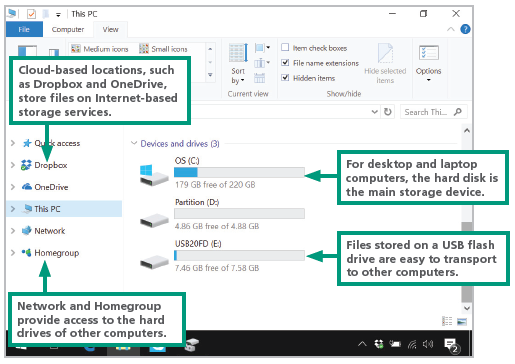 This PC
File
Computer
View
Medium icons
Small icons
Sort by
Current view
Item check boxes
File name extensions
Hidden items
Hide selected items
Show/hide
Options
Cloud-based locations, such
as Dropbox and OneDrive,
store files on Internet-based
storage services.
Search Thi...
Quick access
Dropbox
OneDrive
This PC
Network
Homegroup
Devices and drives (3)
OS (C:)
179 GB free of 220 GB
Partition (D:)
4.86 GB free of 4.88 GB
USB20FD (E:)
7.46 GB free of 7.58 GB
For desktop and laptop
computers, the hard disk is
the main storage device.
Files stored on a USB flash
drive are easy to transport
to other computers.
Network and Homegroup
provide access to the hard
drives of other computers.
2